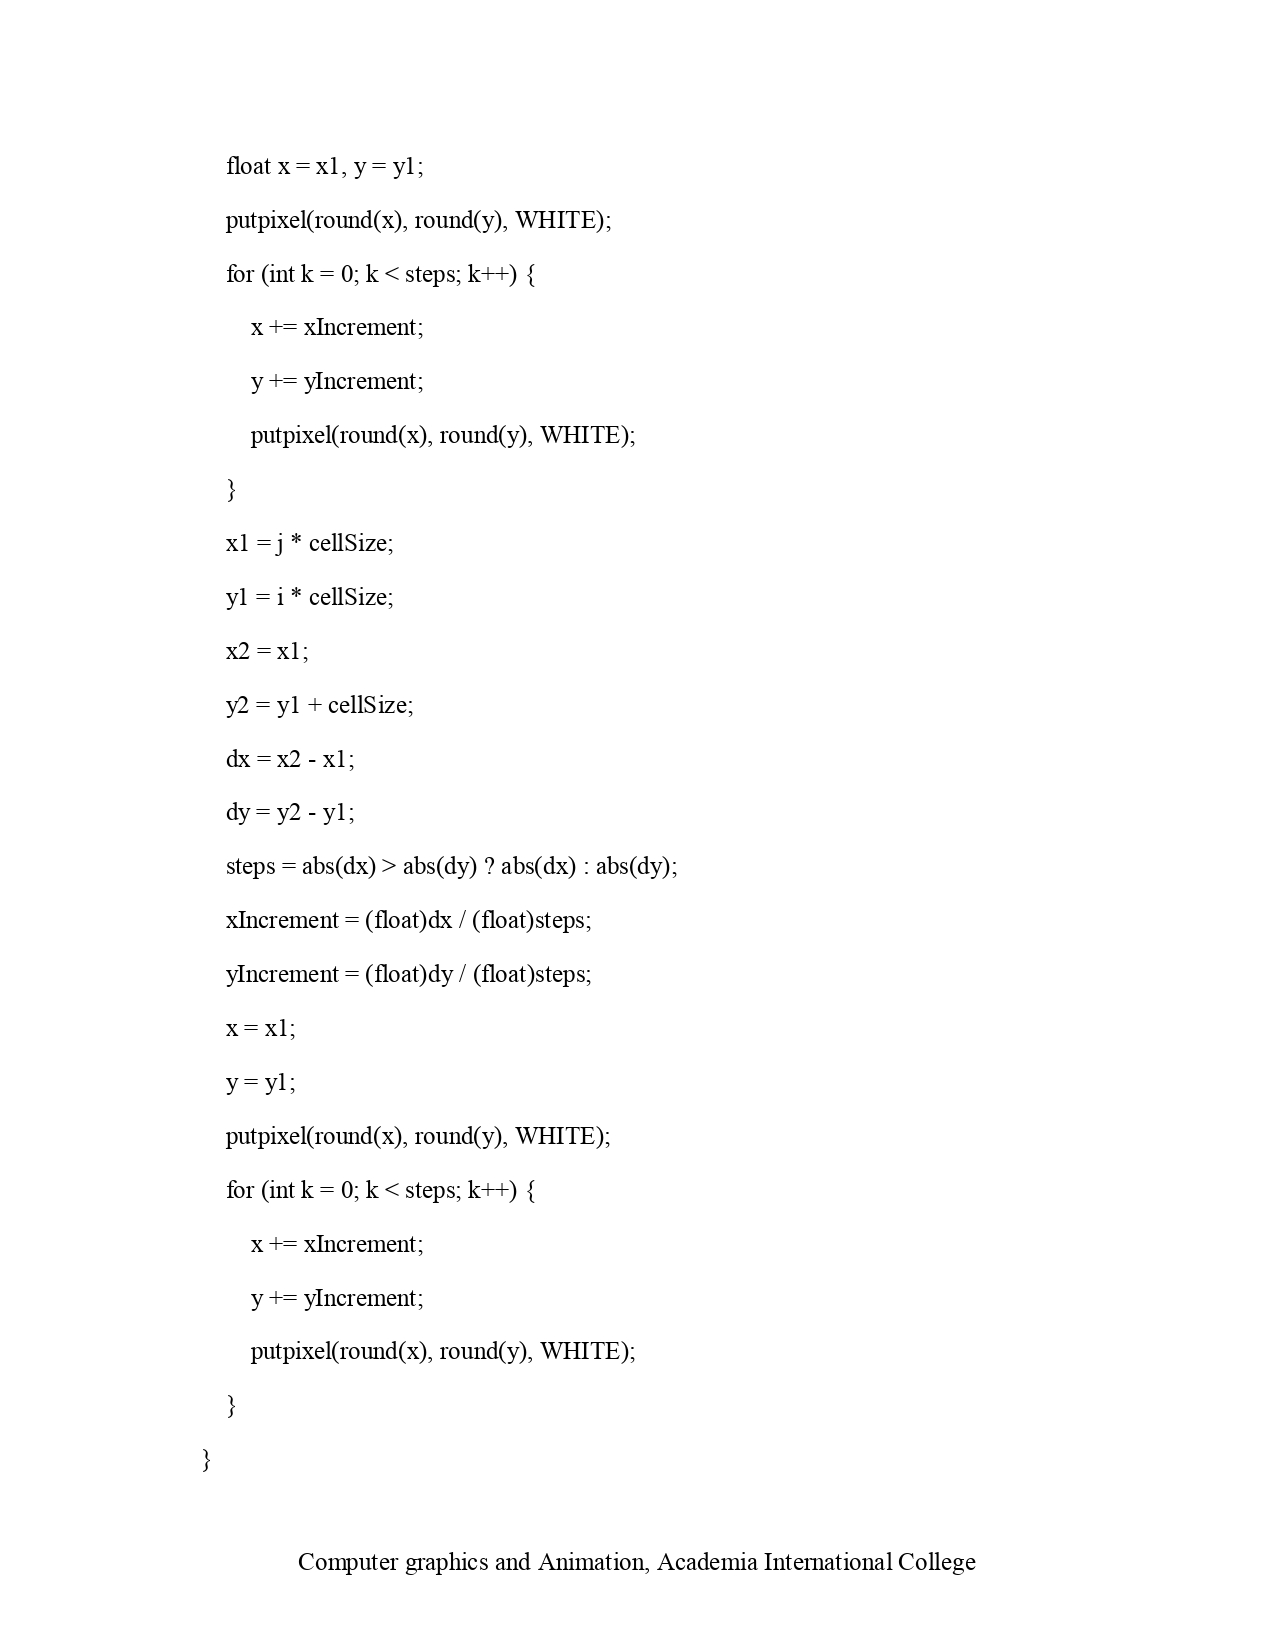 float x = x1, y = y1;
putpixel(round(x), round(y), WHITE);
for (int k = 0; k < steps; k++) {
x += xIncrement;
y += yIncrement;
putpixel(round(x), round(y), WHITE);
}
x1 = j * cellSize;
y1 = i * cellSize;
x2 = x1;
y2 = y1 + cellSize;
dx = x2 - x1;
dy = y2 - y1;
steps = abs(dx) > abs(dy) ? abs(dx) : abs(dy);
xIncrement = (float)dx / (float)steps;
yIncrement = (float)dy / (float)steps;
x = x1;
y = y1;
putpixel(round(x), round(y), WHITE);
for (int k = 0; k < steps; k++) {
x += xIncrement;
y += yIncrement;
putpixel(round(x), round(y), WHITE);
}
}
Computer graphics and Animation, Academia International College